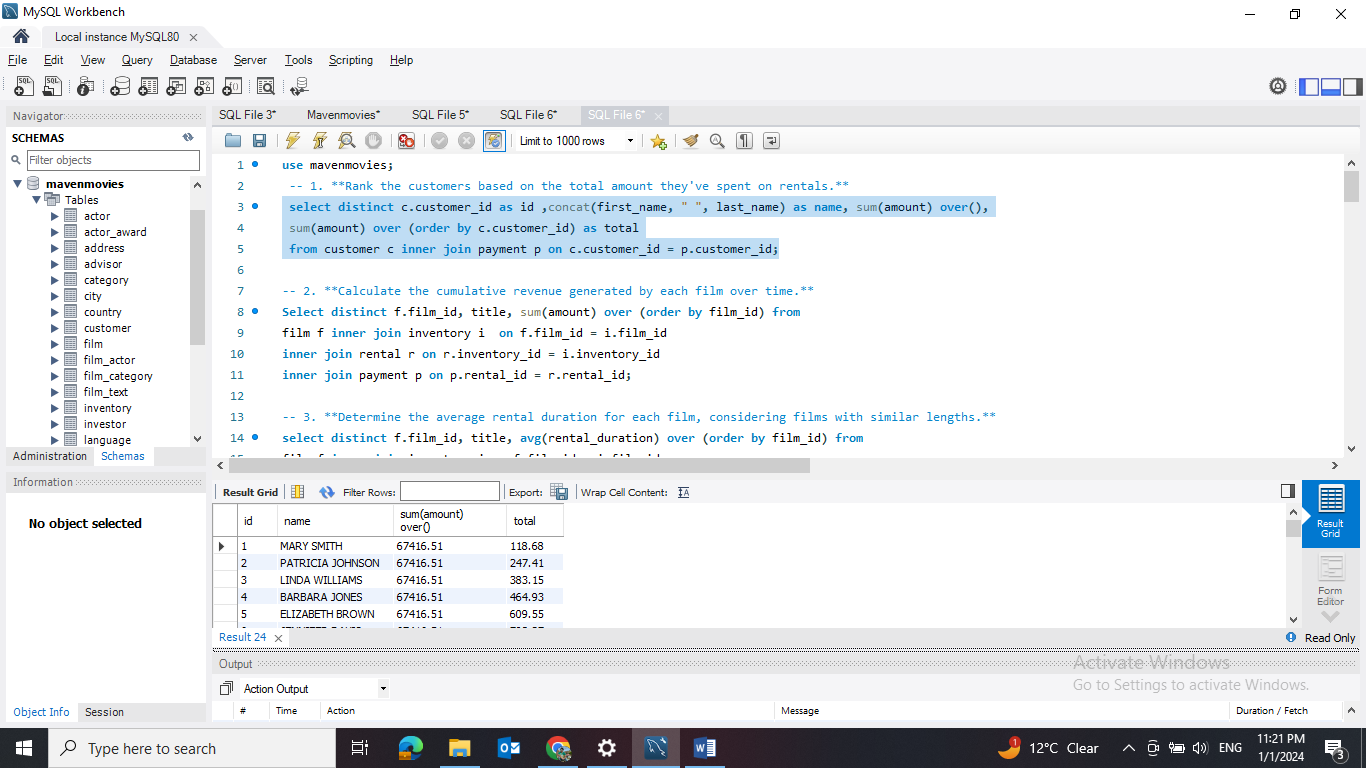 MySQL Workbench
Local instance MySQL80
File Edit View Query Database Server Tools Scripting Help
Navigator
SCHEMAS
Filter objects
mavenmovies
Tables
actor
actor_award
address
advisor
category
city
country
customer
film
film_actor
film_category
film_text
inventory
investor
language
Administration Schemas
Information
No object selected
Object Info Session
SQL File 3* Mavenmovies* SQL File 5* SQL File 6* SQL File 6*
Limit to 1000 rows
1 use mavenmovies;
2 -- 1. **Rank the customers based on the total amount they've spent on rentals.**
3 select distinct c.customer_id as id ,concat(first_name, " ", last_name) as name, sum(amount) over(),
4 sum(amount) over (order by c.customer_id) as total
5 from customer c inner join payment p on c.customer_id = p.customer_id;
6
7 -- 2. **Calculate the cumulative revenue generated by each film over time.**
8 Select distinct f.film_id, title, sum(amount) over (order by film_id) from
9 film f inner join inventory i  on f.film_id = i.film_id
10 inner join rental r on r.inventory_id = i.inventory_id
11 inner join payment p on p.rental_id = r.rental_id;
12
13 -- 3. **Determine the average rental duration for each film, considering films with similar lengths.**
14 select distinct f.film_id, title, avg(rental_duration) over (order by film_id) from
Result Grid Filter Rows: Export: Wrap Cell Content:
id name sum(amount) over() total
1 MARY SMITH 67416.51 118.68
2 PATRICIA JOHNSON 67416.51 247.41
3 LINDA WILLIAMS 67416.51 383.15
4 BARBARA JONES 67416.51 464.93
5 ELIZABETH BROWN 67416.51 609.55
Result Grid
Form Editor
Result 24
Read Only
Output
Action Output
# Time Action Message Duration / Fetch
Activate Windows
Go to Settings to activate Windows.
Type here to search
1
12°C Clear
ENG
11:21 PM
1/1/2024
3